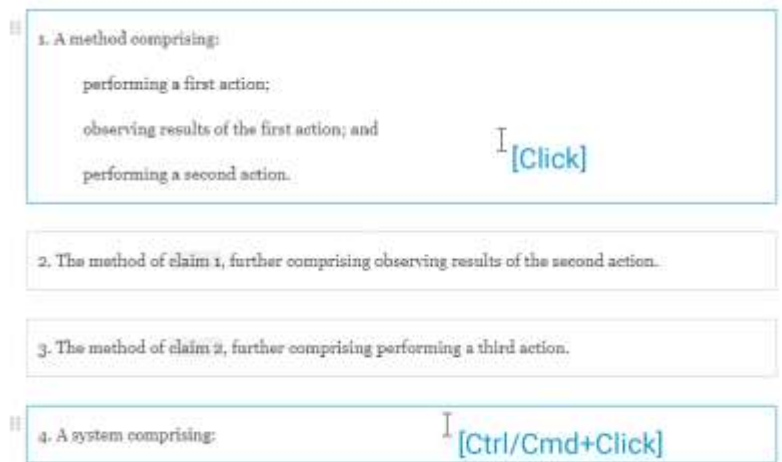 1. A method comprising:
performing a first action;
observing results of the first action; and
[Click]
performing a second action.
2. The method of claim 1, further comprising observing results of the second action.
3. The method of claim 2, further comprising performing a third action.
4. A system comprising:
[Ctrl/Cmd+Click]